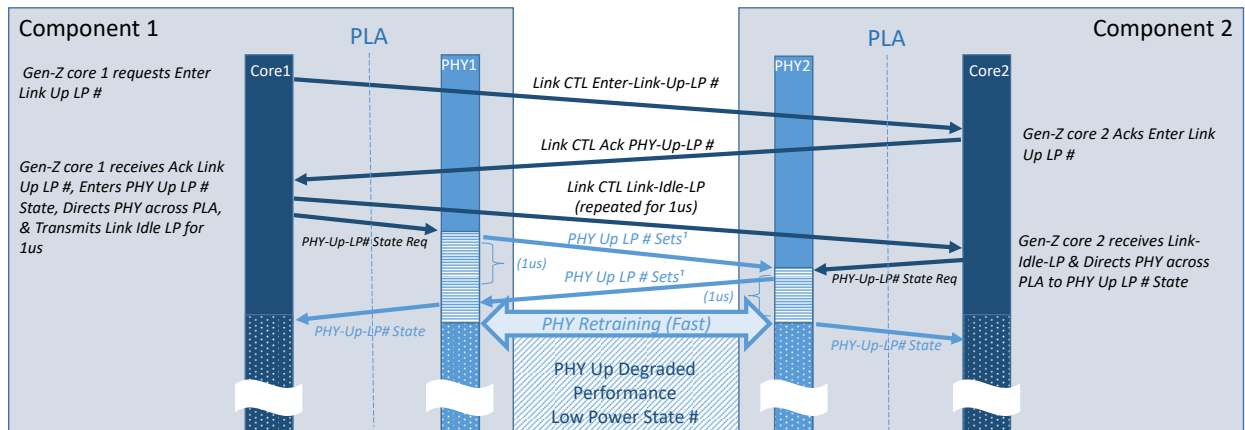 Component 1
Component 2
PLA
PLA
Core1
PHY1
PHY2
Core2
Gen-Z core 1 requests Enter
Link Up LP #
Link CTL Enter-Link-Up-LP #
Gen-Z core 2 Acks Enter Link
Up LP #
Link CTL Ack PHY-Up-LP #
Gen-Z core 1 receives Ack Link
Up LP #, Enters PHY Up LP #
State, Directs PHY across PLA,
& Transmits Link Idle LP for
1us
Link CTL Link-Idle-LP
(repeated for 1us)
PHY-Up-LP# State Req
PHY Up LP # Sets¹
(1us)
Gen-Z core 2 receives Link-
Idle-LP & Directs PHY across
PLA to PHY Up LP # State
PHY-Up-LP# State Req
PHY Up LP # Sets¹
(1us)
PHY-Up-LP# State
PHY Retraining (Fast)
PHY-Up-LP# State
PHY Up Degraded
Performance
Low Power State #